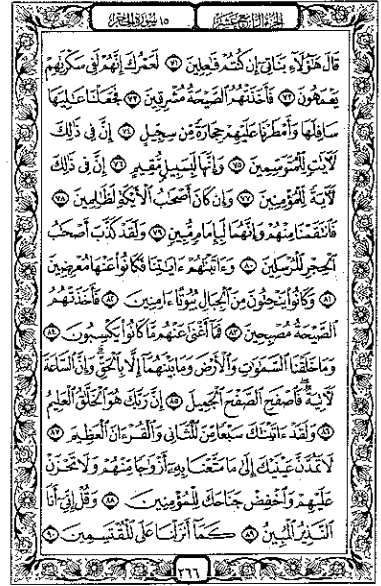 الجزء الرابع عشر
١٥ سورة الحجر
قَالَ هَٰٓؤُلَآءِ بَنَاتِىٓ إِن كُنتُمْ فَٰعِلِينَ ٧١ لَعَمْرُكَ إِنَّهُمْ لَفِى سَكْرَتِهِمْ
يَعْمَهُونَ ٧٢ فَأَخَذَتْهُمُ ٱلصَّيْحَةُ مُشْرِقِينَ ٧٣ فَجَعَلْنَا عَٰلِيَهَا
سَافِلَهَا وَأَمْطَرْنَا عَلَيْهِمْ حِجَارَةً مِّن سِجِّيلٍ ٧٤ إِنَّ فِى ذَٰلِكَ
لَءَايَٰتٍ لِّلْمُتَوَسِّمِينَ ٧٥ وَإِنَّهَا لَبِسَبِيلٍ مُّقِيمٍ ٧٦ إِنَّ فِى ذَٰلِكَ
لَءَايَةً لِّلْمُؤْمِنِينَ ٧٧ وَإِن كَانَ أَصْحَٰبُ ٱلْأَيْكَةِ لَظَٰلِمِينَ ٧٨
فَٱنتَقَمْنَا مِنْهُمْ وَإِنَّهُمَا لَبِإِمَامٍ مُّبِينٍ ٧٩ وَلَقَدْ كَذَّبَ أَصْحَٰبُ
ٱلْحِجْرِ ٱلْمُرْسَلِينَ ٨٠ وَءَاتَيْنَٰهُمْ ءَايَٰتِنَا فَكَانُوا۟ عَنْهَا مُعْرِضِينَ
٨١ وَكَانُوا۟ يَنْحِتُونَ مِنَ ٱلْجِبَالِ بُيُوتًا ءَامِنِينَ ٨٢ فَأَخَذَتْهُمُ
ٱلصَّيْحَةُ مُصْبِحِينَ ٨٣ فَمَآ أَغْنَىٰ عَنْهُم مَّا كَانُوا۟ يَكْسِبُونَ ٨٤
وَمَا خَلَقْنَا ٱلسَّمَٰوَٰتِ وَٱلْأَرْضَ وَمَا بَيْنَهُمَآ إِلَّا بِٱلْحَقِّ وَإِنَّ ٱلسَّاعَةَ
لَءَاتِيَةٌ فَٱصْفَحِ ٱلصَّفْحَ ٱلْجَمِيلَ ٨٥ إِنَّ رَبَّكَ هُوَ ٱلْخَلَّٰقُ ٱلْعَلِيمُ
٨٦ وَلَقَدْ ءَاتَيْنَٰكَ سَبْعًا مِّنَ ٱلْمَثَانِى وَٱلْقُرْءَانَ ٱلْعَظِيمَ ٨٧
لَا تَمُدَّنَّ عَيْنَيْكَ إِلَىٰ مَا مَتَّعْنَا بِهِۦٓ أَزْوَٰجًا مِّنْهُمْ وَلَا تَحْزَنْ
عَلَيْهِمْ وَٱخْفِضْ جَنَاحَكَ لِلْمُؤْمِنِينَ ٨٨ وَقُلْ إِنِّىٓ أَنَا
ٱلنَّذِيرُ ٱلْمُبِينُ ٨٩ كَمَآ أَنزَلْنَا عَلَى ٱلْمُقْتَسِمِينَ ٩٠
٢٦٦